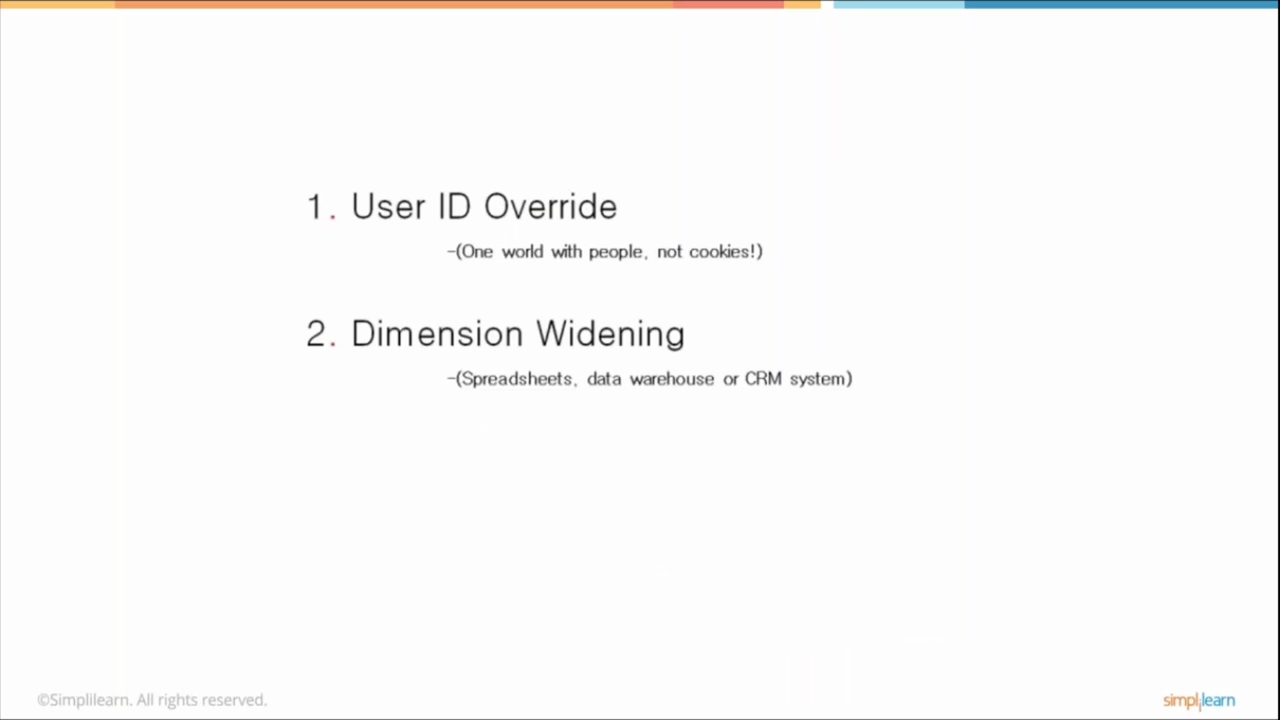 1. User ID Override
-(One world with people, not cookies!)
2. Dimension Widening
-(Spreadsheets, data warehouse or CRM system)
©Simplilearn. All rights reserved.
simplilearn